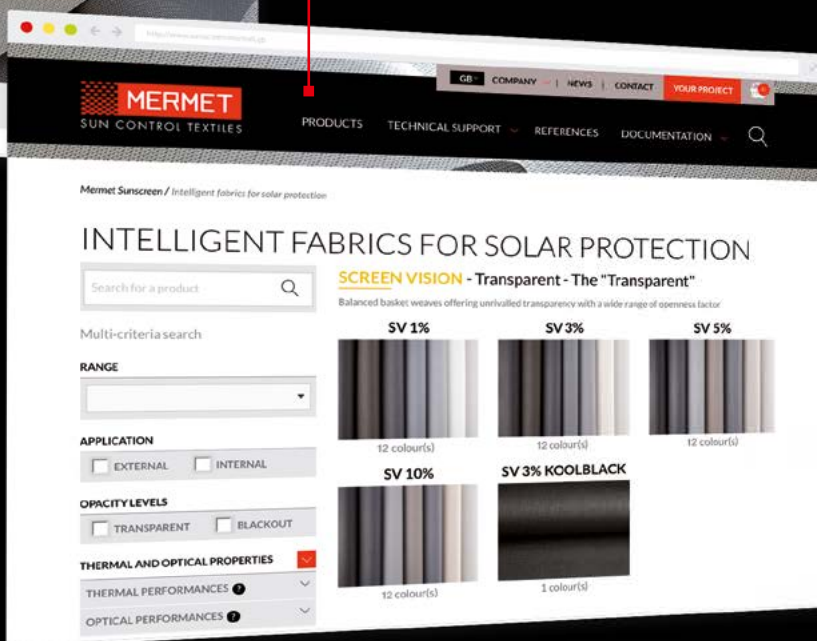 GB COMPANY | NEWS | CONTACT YOUR PROJECT
MERMET
SUN CONTROL TEXTILES
PRODUCTS TECHNICAL SUPPORT REFERENCES DOCUMENTATION
Mermet Sunscreen / Intelligent fabrics for solar protection
INTELLIGENT FABRICS FOR SOLAR PROTECTION
Search for a product
Multi-criteria search
RANGE
APPLICATION
EXTERNAL INTERNAL
OPACITY LEVELS
TRANSPARENT BLACKOUT
THERMAL AND OPTICAL PROPERTIES
THERMAL PERFORMANCES ?
OPTICAL PERFORMANCES ?
SCREEN VISION - Transparent - The "Transparent"
Balanced basket weaves offering unrivalled transparency with a wide range of openness factor
SV 1% SV 3% SV 5%
12 colour(s) 12 colour(s) 12 colour(s)
SV 10% SV 3% KOOLBLACK
12 colour(s) 1 colour(s)